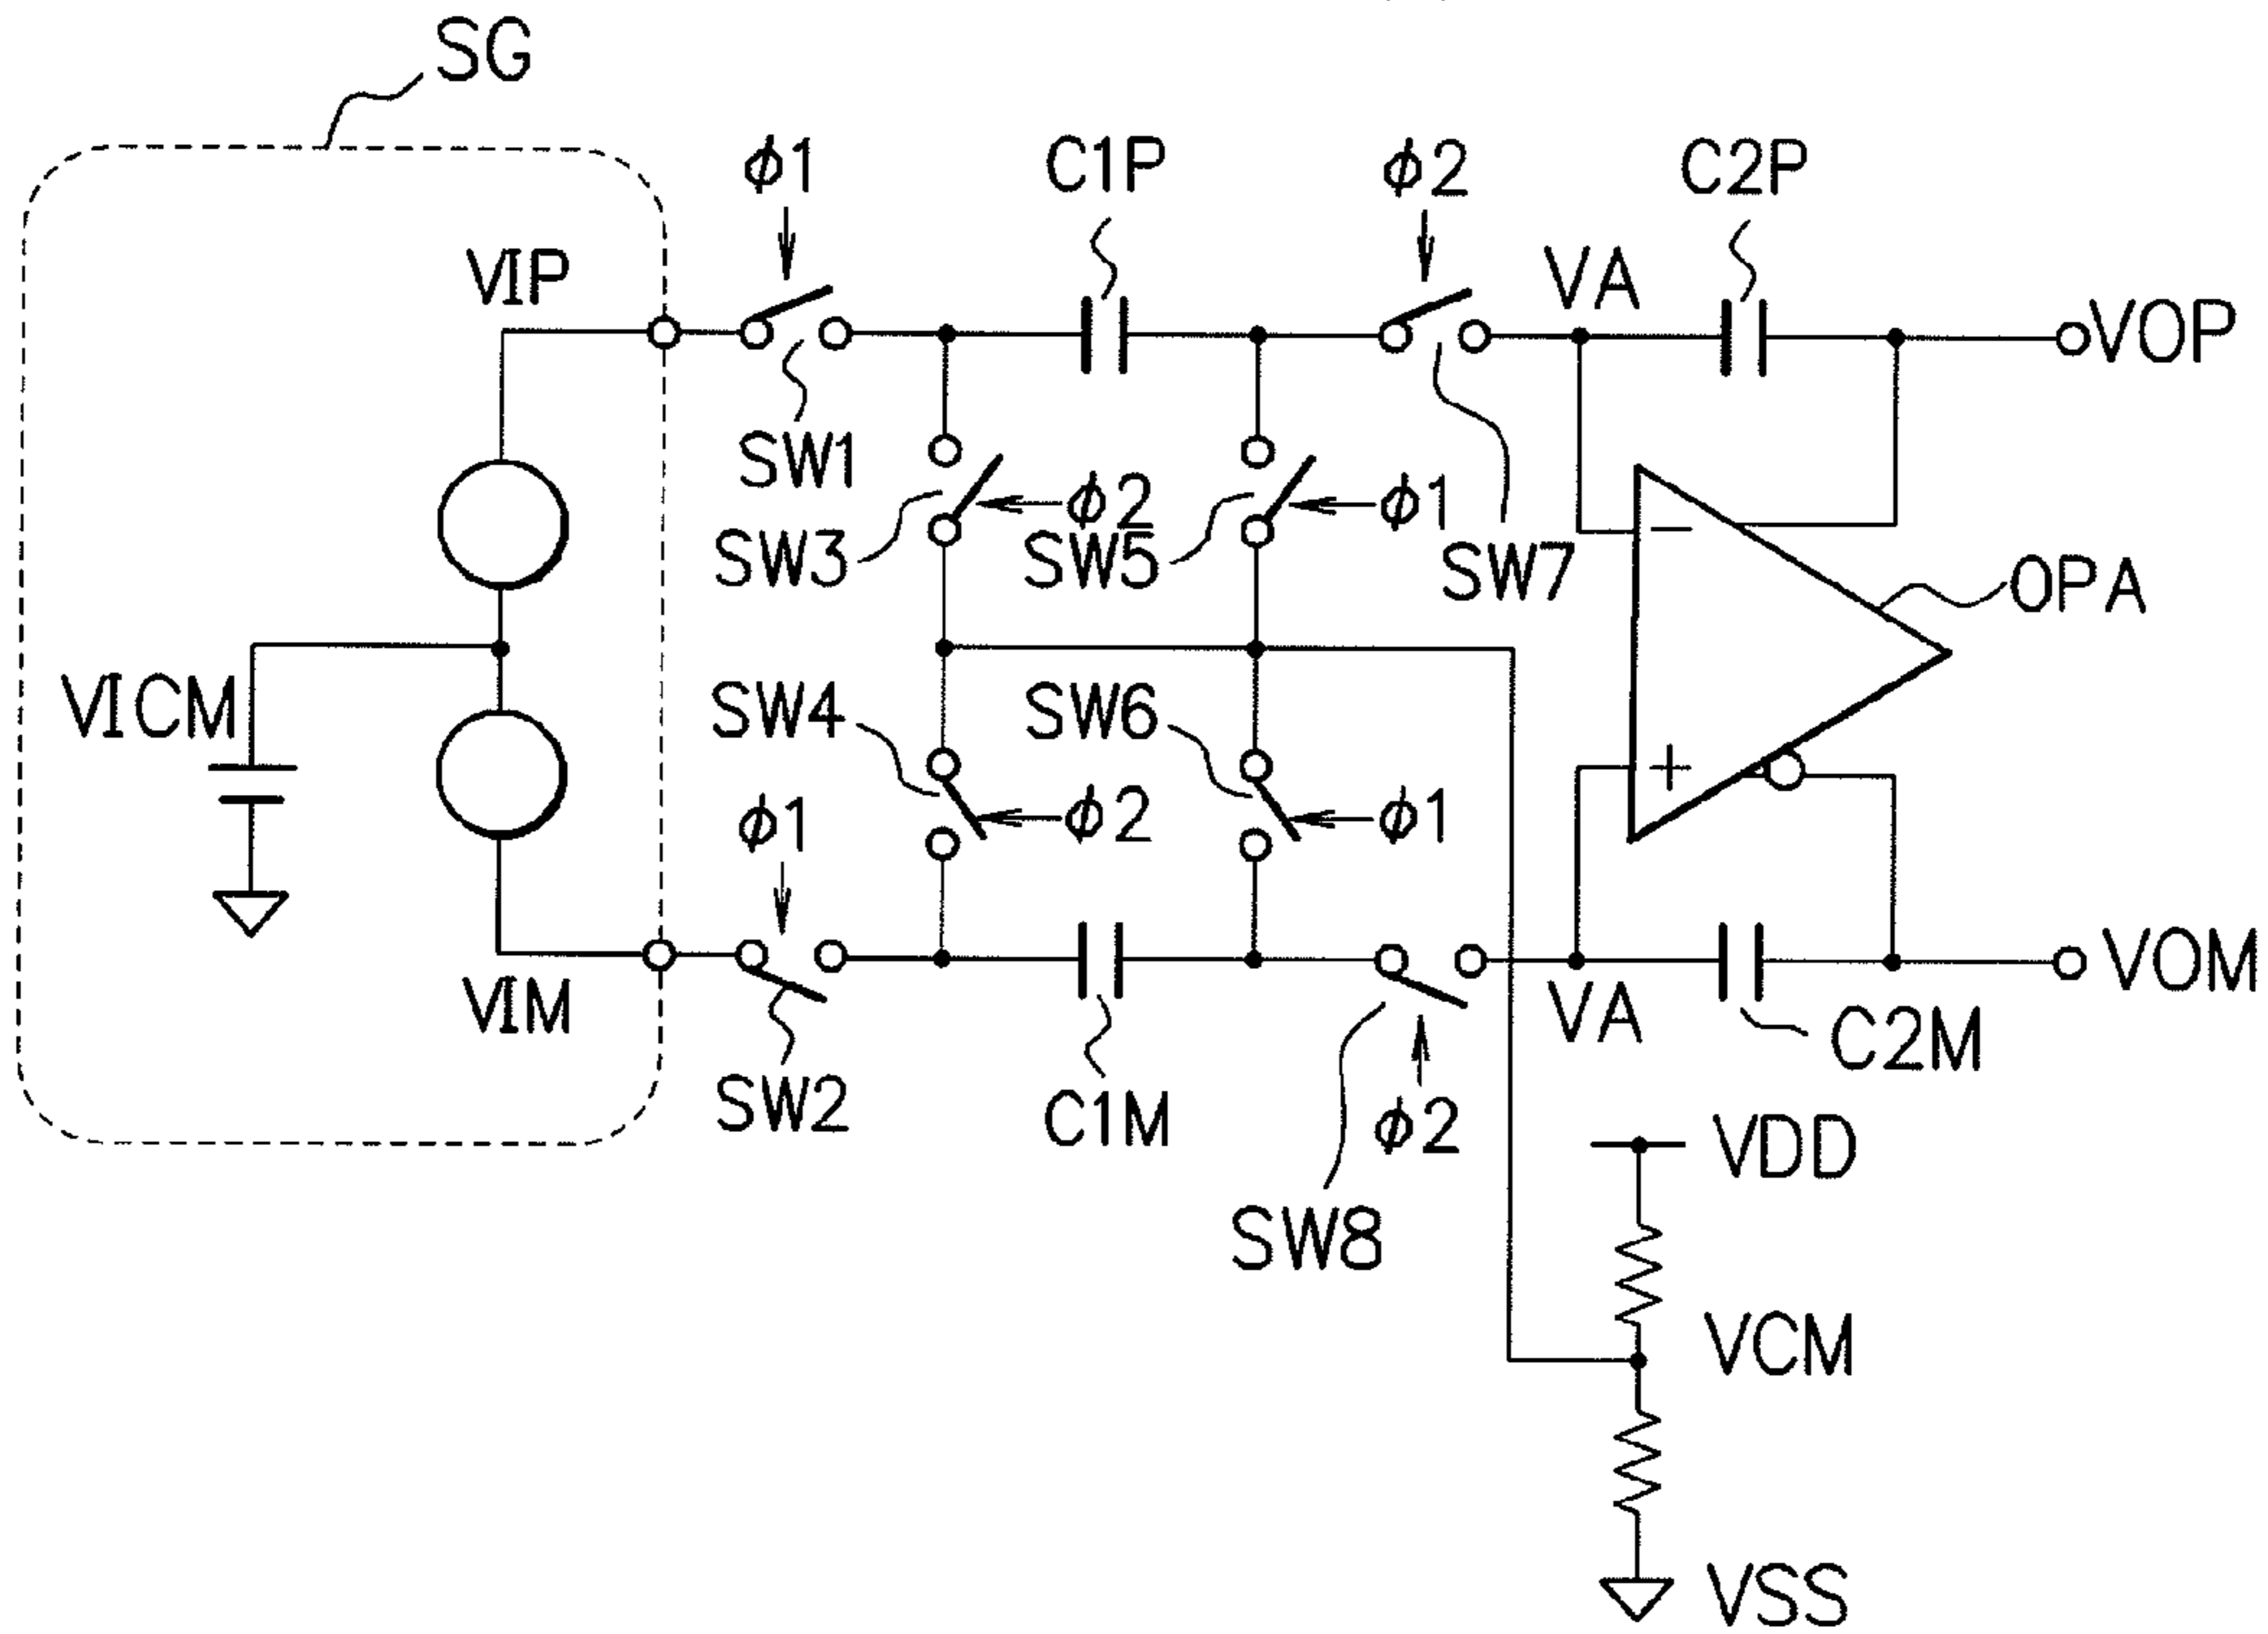 SG
φ1
C1P
φ2
C2P
VIP
VA
VOP
SW1
φ2
φ1
SW3
SW5
SW7
−
OPA
VICM
SW4
SW6
+
φ1
φ2
φ1
VIM
VA
VOM
SW2
C1M
φ2
C2M
VDD
SW8
VCM
VSS